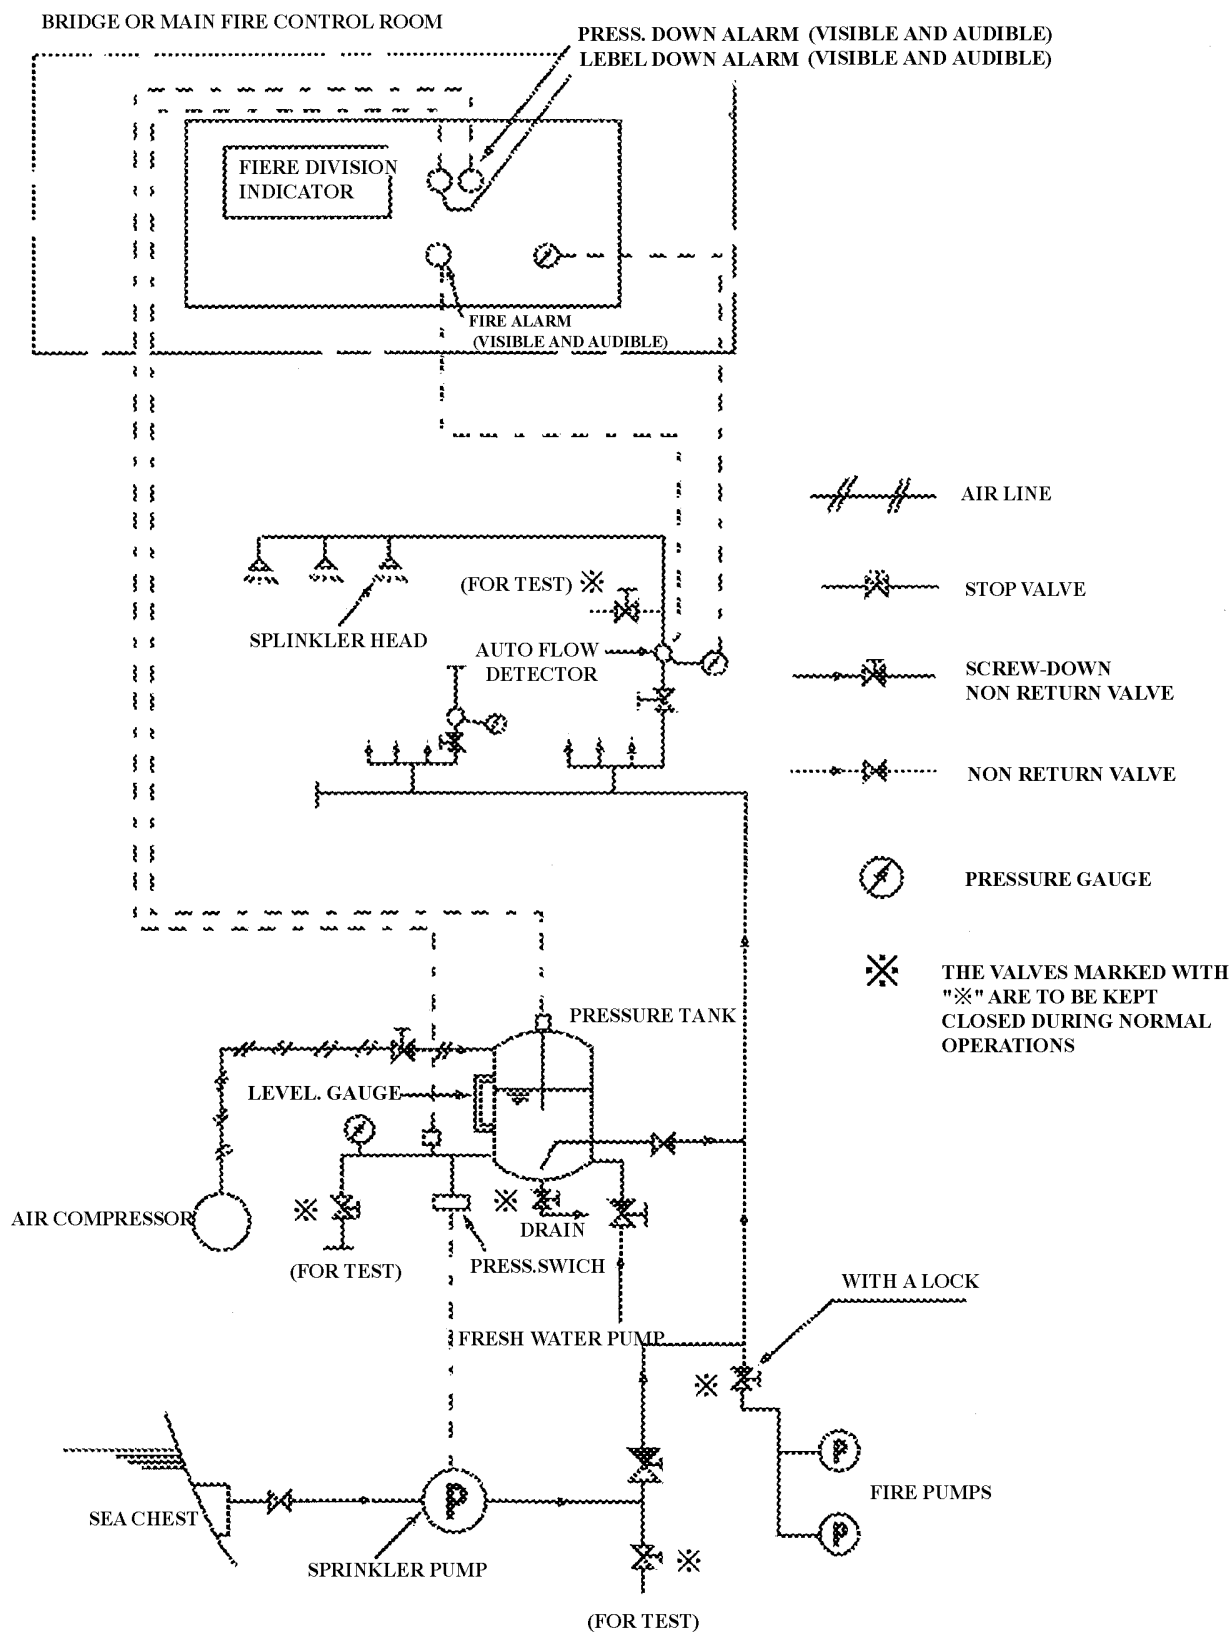 BRIDGE OR MAIN FIRE CONTROL ROOM
PRESS. DOWN ALARM (VISIBLE AND AUDIBLE)
LEBEL DOWN ALARM (VISIBLE AND AUDIBLE)
FIERE DIVISION
INDICATOR
FIRE ALARM
(VISIBLE AND AUDIBLE)
AIR LINE
(FOR TEST) ※
STOP VALVE
SPLINKLER HEAD
AUTO FLOW
DETECTOR
SCREW-DOWN
NON RETURN VALVE
NON RETURN VALVE
PRESSURE GAUGE
※ THE VALVES MARKED WITH
"※" ARE TO BE KEPT
CLOSED DURING NORMAL
OPERATIONS
PRESSURE TANK
LEVEL. GAUGE
※
※
AIR COMPRESSOR
DRAIN
(FOR TEST)
PRESS.SWICH
WITH A LOCK
FRESH WATER PUMP
※
P
P
FIRE PUMPS
P
SEA CHEST
SPRINKLER PUMP
※
(FOR TEST)